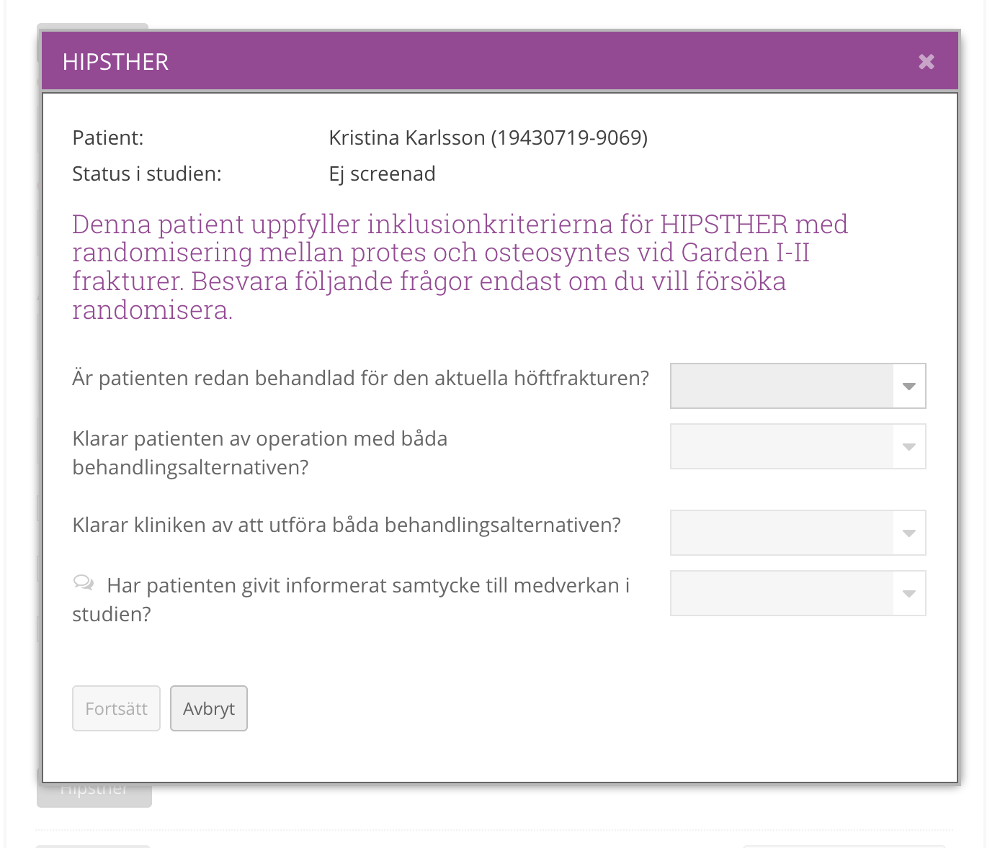 HIPSTHER
Patient: Kristina Karlsson (19430719-9069)
Status i studien: Ej screenad
Denna patient uppfyller inklusionkriterierna för HIPSTHER med
randomisering mellan protes och osteosyntes vid Garden I-II
frakturer. Besvara följande frågor endast om du vill försöka
randomisera.
Är patienten redan behandlad för den aktuella höftfrakturen?
Klarar patienten av operation med båda
behandlingsalternativen?
Klarar kliniken av att utföra båda behandlingsalternativen?
Har patienten givit informerat samtycke till medverkan i
studien?
Fortsätt Avbryt
Hipsther